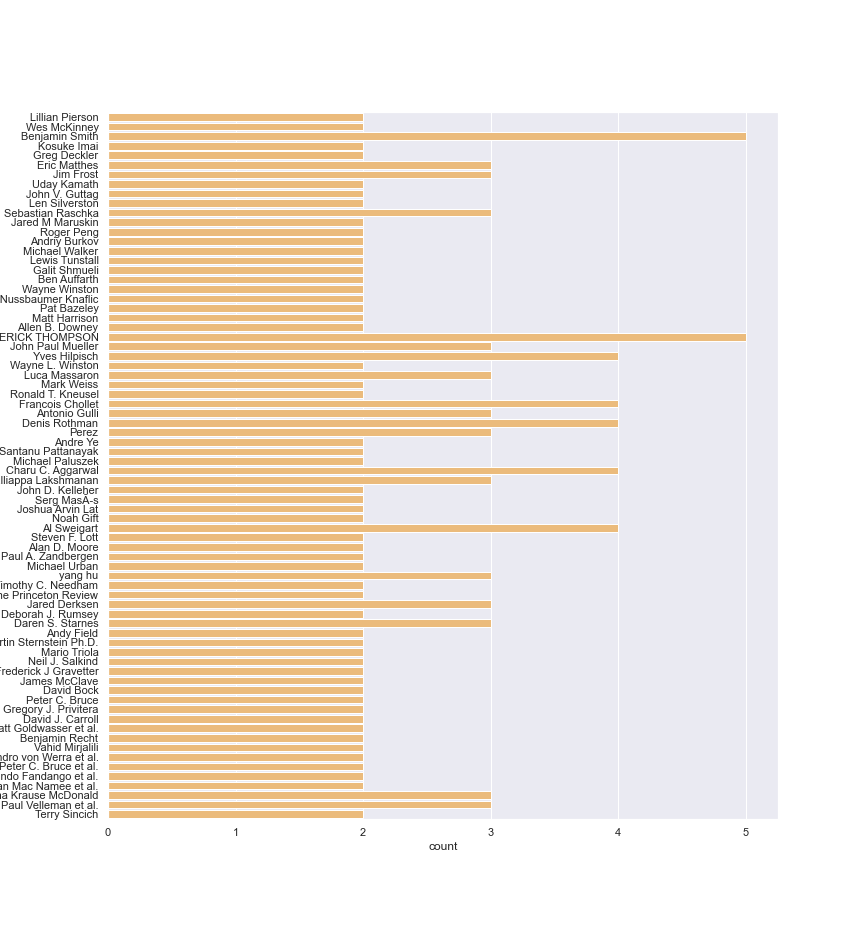 Lillian Pierson
Wes McKinney
Benjamin Smith
Kosuke Imai
Greg Deckler
Eric Matthes
Jim Frost
Uday Kamath
John V. Guttag
Len Silverston
Sebastian Raschka
Jared M Maruskin
Roger Peng
Andriy Burkov
Michael Walker
Lewis Tunstall
Galit Shmueli
Ben Auffarth
Wayne Winston
Nussbaumer Knaflic
Pat Bazeley
Matt Harrison
Allen B. Downey
ERICK THOMPSON
John Paul Mueller
Yves Hilpisch
Wayne L. Winston
Luca Massaron
Mark Weiss
Ronald T. Kneusel
Francois Chollet
Antonio Gulli
Denis Rothman
Perez
Andre Ye
Santanu Pattanayak
Michael Paluszek
Charu C. Aggarwal
lliappa Lakshmanan
John D. Kelleher
Serg MasÃ-s
Joshua Arvin Lat
Noah Gift
Al Sweigart
Steven F. Lott
Alan D. Moore
Paul A. Zandbergen
Michael Urban
yang hu
imothy C. Needham
he Princeton Review
Jared Derksen
Deborah J. Rumsey
Daren S. Starnes
Andy Field
rtin Sternstein Ph.D.
Mario Triola
Neil J. Salkind
Frederick J Gravetter
James McClave
David Bock
Peter C. Bruce
Gregory J. Privitera
David J. Carroll
att Goldwasser et al.
Benjamin Recht
Vahid Mirjalili
ndro von Werra et al.
Peter C. Bruce et al.
ndo Fandango et al.
an Mac Namee et al.
na Krause McDonald
Paul Velleman et al.
Terry Sincich
0 1 2 3 4 5
count